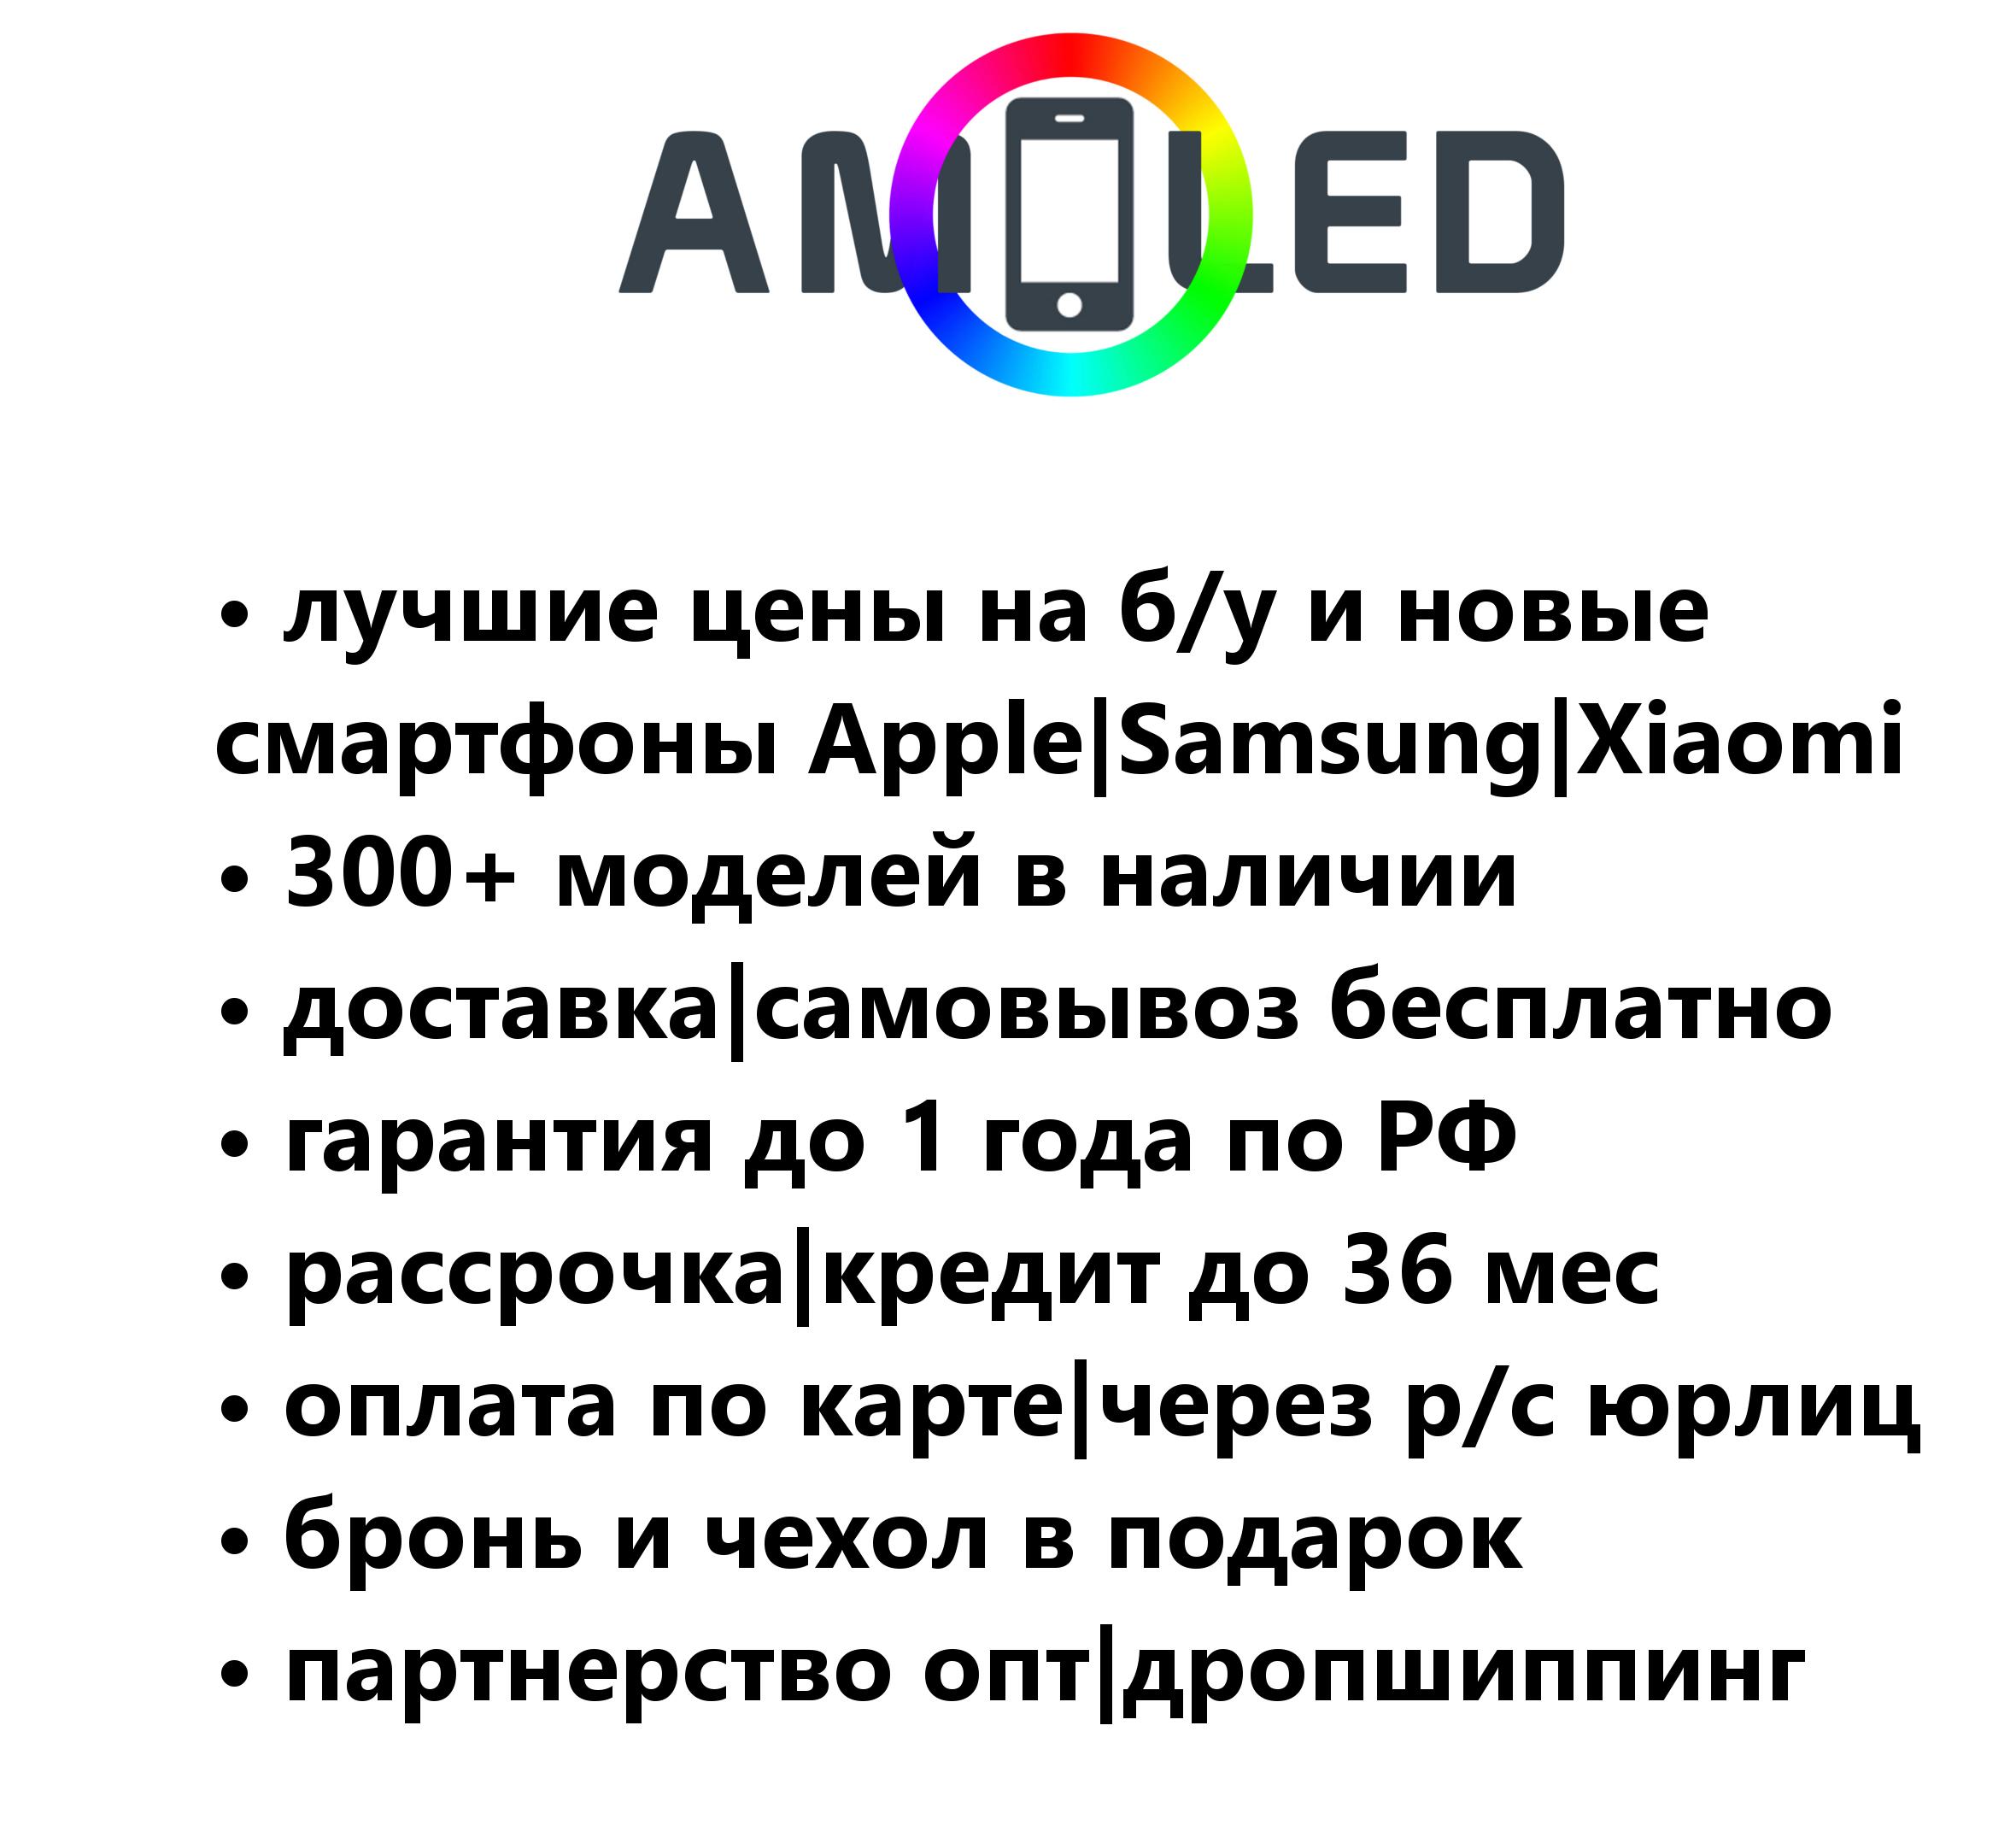 AMOLED
• лучшие цены на б/у и новые
смартфоны Apple|Samsung|Xiaomi
• 300+ моделей в наличии
• доставка|самовывоз бесплатно
• гарантия до 1 года по РФ
• рассрочка|кредит до 36 мес
• оплата по карте|через р/с юрлиц
• бронь и чехол в подарок
• партнерство опт|дропшиппинг